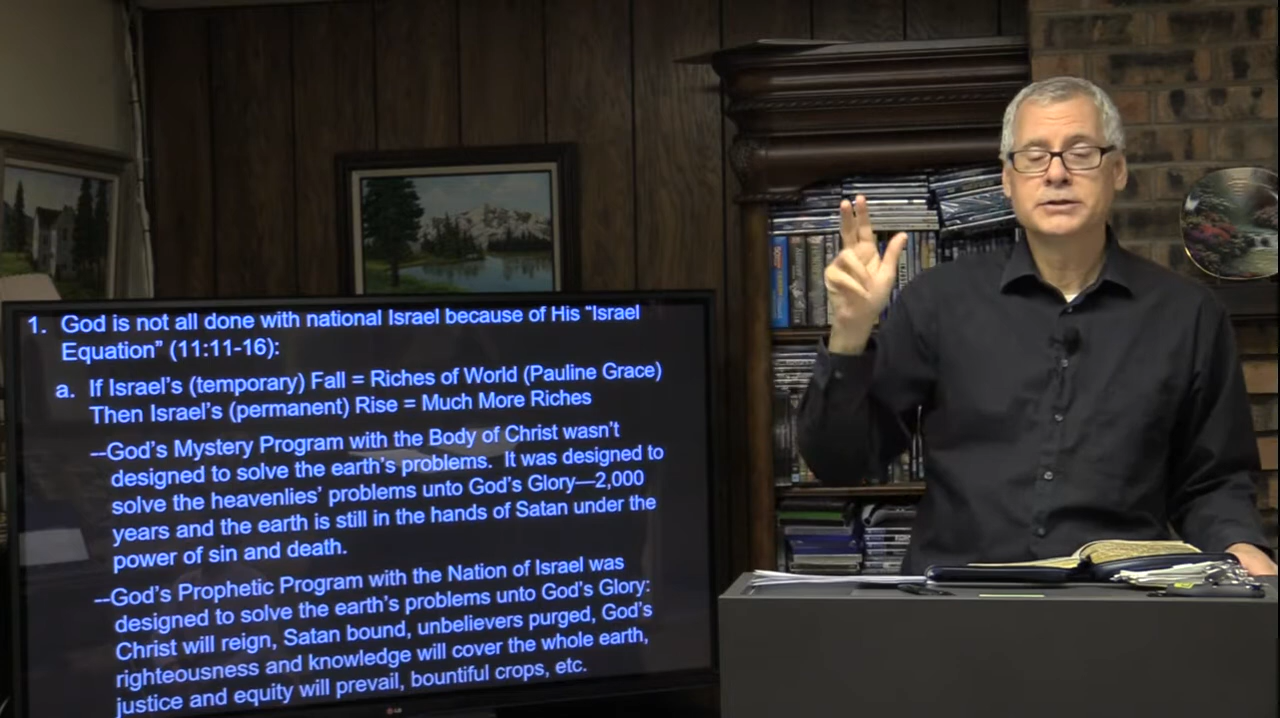 1. God is not all done with national Israel because of His “Israel
Equation” (11:11-16):
a. If Israel’s (temporary) Fall = Riches of World (Pauline Grace)
Then Israel’s (permanent) Rise = Much More Riches
--God’s Mystery Program with the Body of Christ wasn’t
designed to solve the earth’s problems. It was designed to
solve the heavenlies’ problems unto God’s Glory—2,000
years and the earth is still in the hands of Satan under the
power of sin and death.
--God’s Prophetic Program with the Nation of Israel was
designed to solve the earth’s problems unto God’s Glory:
Christ will reign, Satan bound, unbelievers purged, God’s
righteousness and knowledge will cover the whole earth,
justice and equity will prevail, bountiful crops, etc.
LG